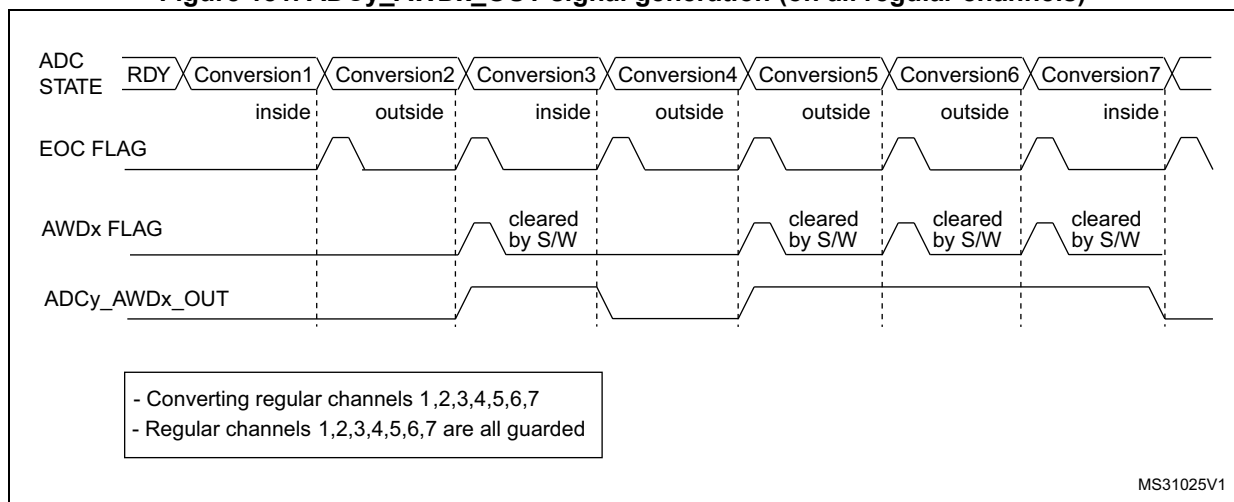 ADC
STATE
RDY Conversion1 Conversion2 Conversion3 Conversion4 Conversion5 Conversion6 Conversion7
inside outside inside outside outside outside inside
EOC FLAG
AWDx FLAG
cleared
by S/W
cleared
by S/W
cleared
by S/W
cleared
by S/W
ADCy_AWDx_OUT
- Converting regular channels 1,2,3,4,5,6,7
- Regular channels 1,2,3,4,5,6,7 are all guarded
MS31025V1